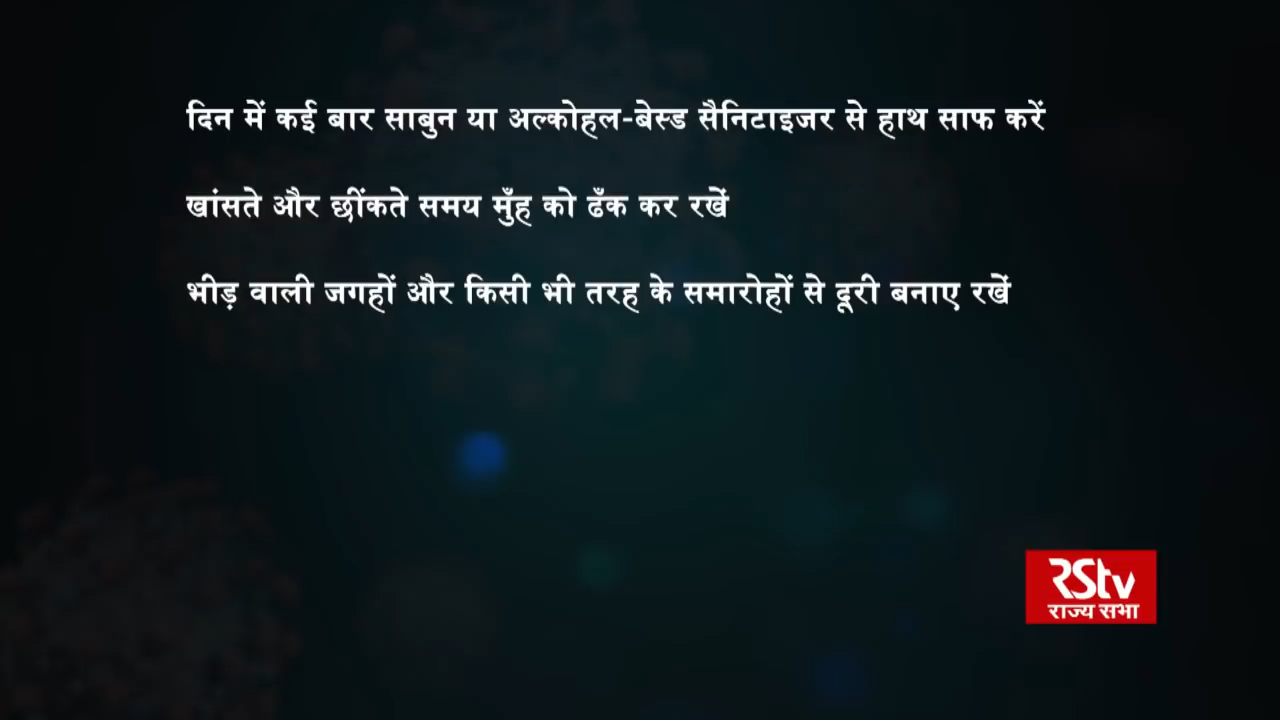 दिन में कई बार साबुन या अल्कोहल-बेस्ड सैनिटाइजर से हाथ साफ करें
खांसते और छींकते समय मुँह को ढँक कर रखें
भीड़ वाली जगहों और किसी भी तरह के समारोहों से दूरी बनाए रखें
RStv
राज्य सभा